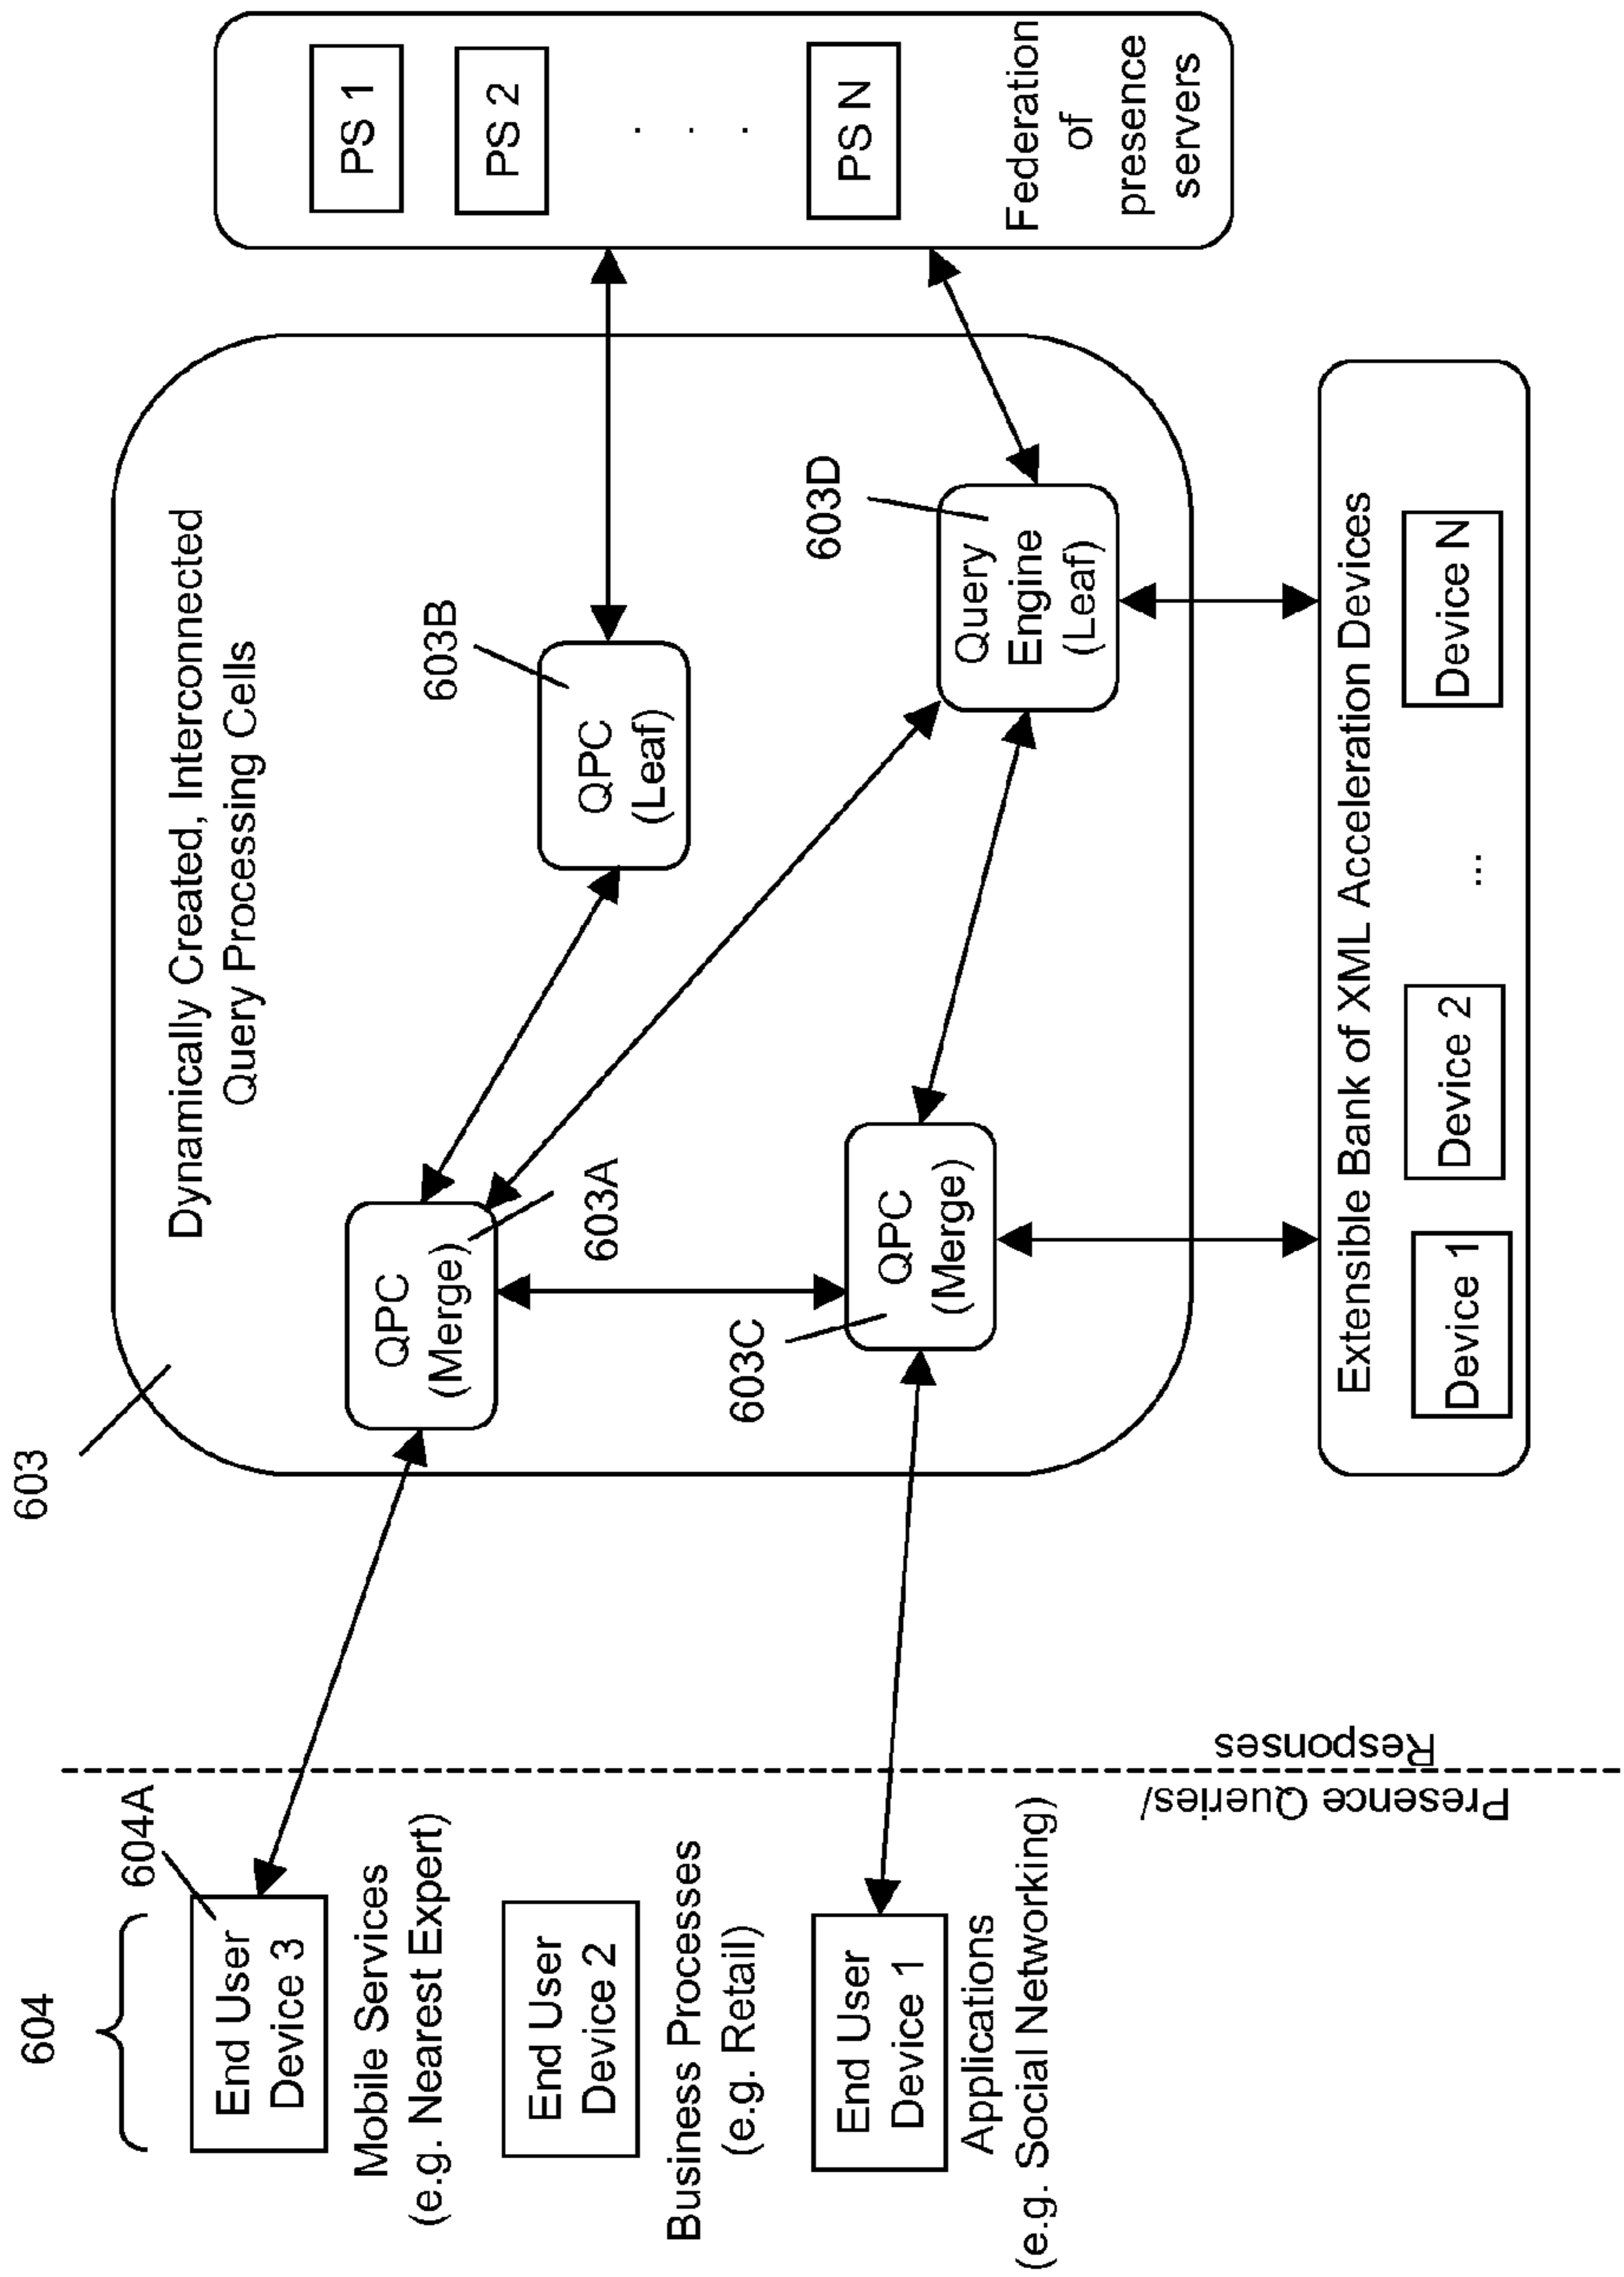 604
604A
End User
Device 3
Mobile Services
(e.g. Nearest Expert)
End User
Device 2
Business Processes
(e.g. Retail)
End User
Device 1
Applications
(e.g. Social Networking)
Presence Queries/
Responses
603
Dynamically Created, Interconnected
Query Processing Cells
QPC
(Merge)
603A
QPC
(Leaf)
603B
603C
QPC
(Merge)
603D
Query
Engine
(Leaf)
PS 1
PS 2
. . .
PS N
Federation
of
presence
servers
Extensible Bank of XML Acceleration Devices
Device 1
Device 2
...
Device N